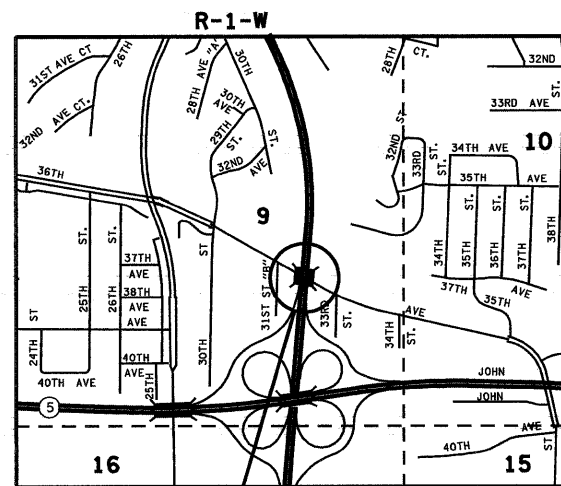 R-1-W
31ST AVE CT
26TH
32ND AVE CT.
28TH AVE "A"
30TH ST.
30TH AVE
29TH ST.
32ND AVE
28TH ST.
CT.
32ND ST.
33RD AVE
10
32ND ST.
33RD ST.
34TH AVE
35TH AVE
36TH AVE
9
34TH ST.
35TH ST.
36TH ST.
37TH ST.
38TH
37TH AVE
35TH
25TH ST.
26TH ST.
37TH AVE
38TH AVE
AVE
24TH ST
40TH AVE
40TH AVE
25TH
30TH ST
31ST ST "B"
33RD ST.
34TH ST.
JOHN
JOHN
5
AVE
40TH
ST
16
15